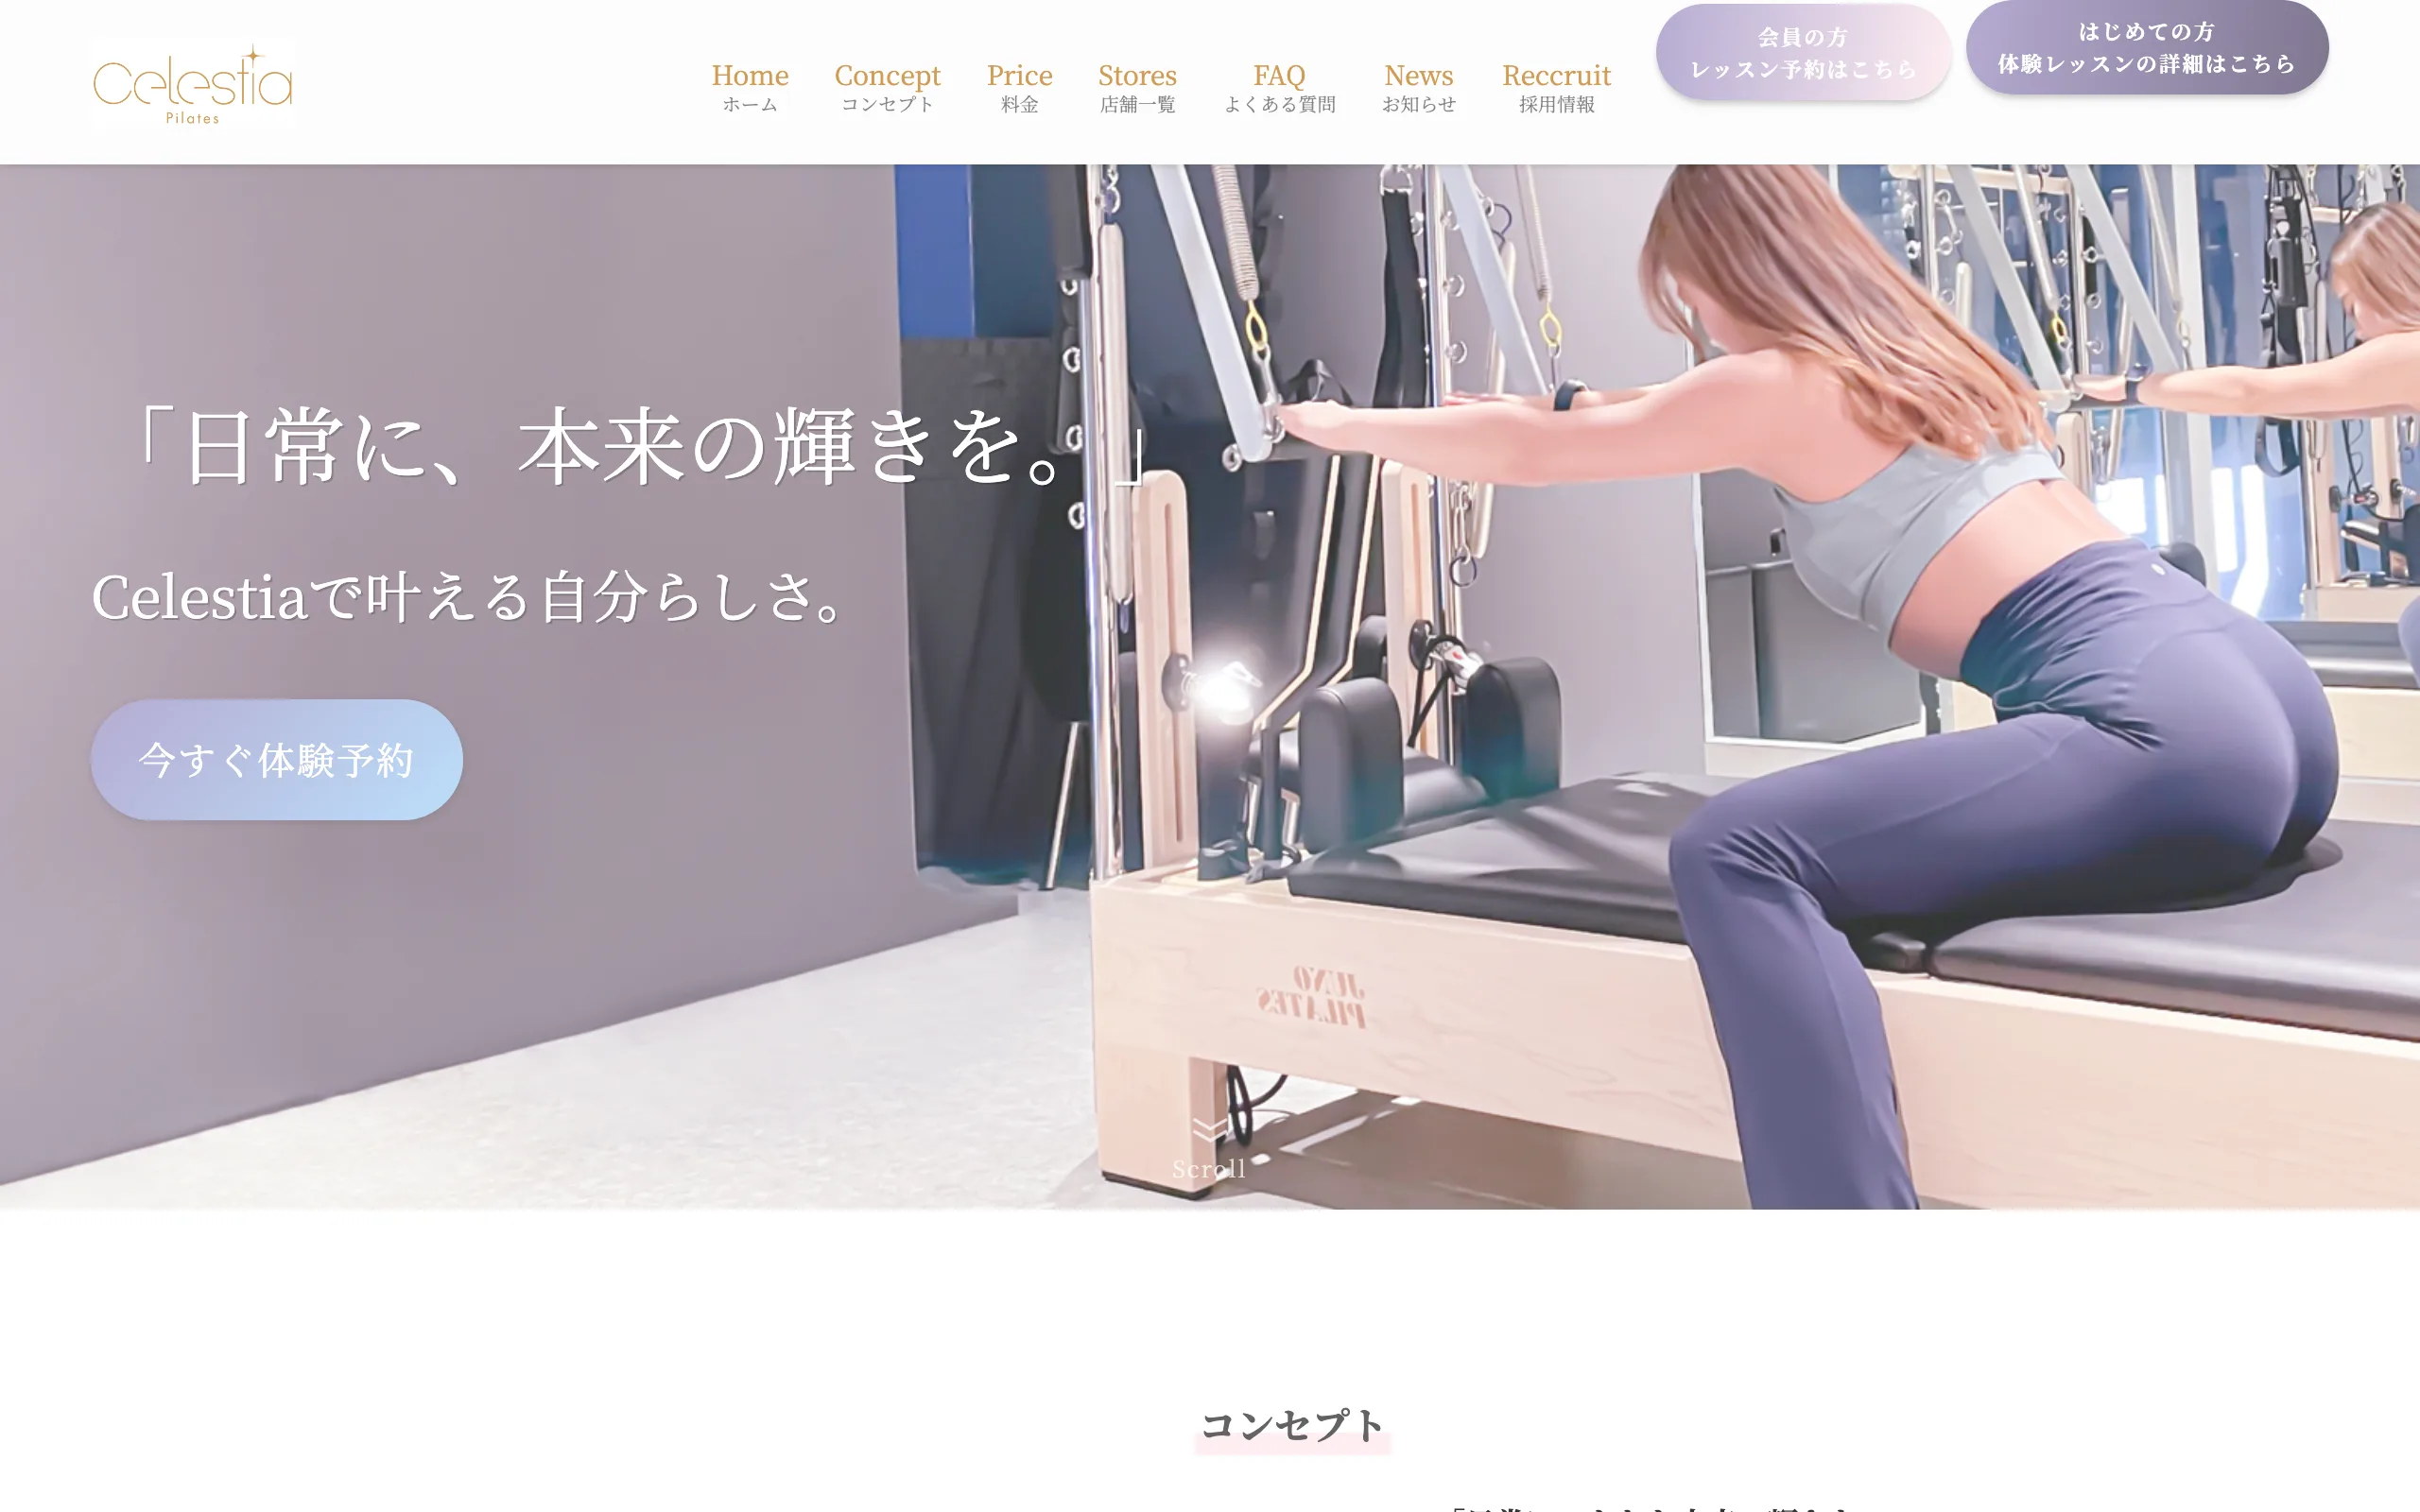 Celestia
Pilates
Home
ホーム
Concept
コンセプト
Price
料金
Stores
店舗一覧
FAQ
よくある質問
News
お知らせ
Reccruit
採用情報
会員の方
レッスン予約はこちら
はじめての方
体験レッスンの詳細はこちら
「日常に、本来の輝きを。」
Celestiaで叶える自分らしさ。
今すぐ体験予約
JUNO
PILATES
Scroll
コンセプト